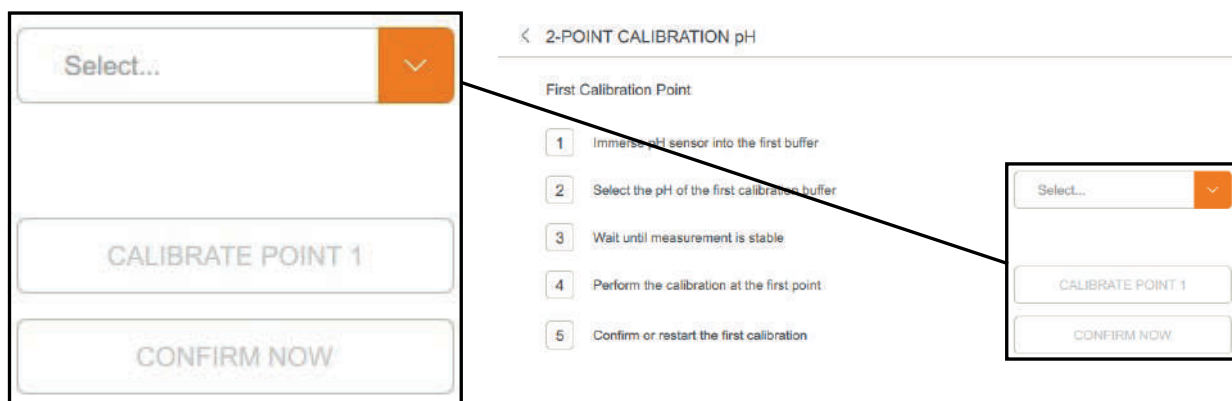 Select...
CALIBRATE POINT 1
CONFIRM NOW
2-POINT CALIBRATION pH
First Calibration Point
1 Immerse pH sensor into the first buffer
2 Select the pH of the first calibration buffer
3 Wait until measurement is stable
4 Perform the calibration at the first point
5 Confirm or restart the first calibration
Select...
CALIBRATE POINT 1
CONFIRM NOW